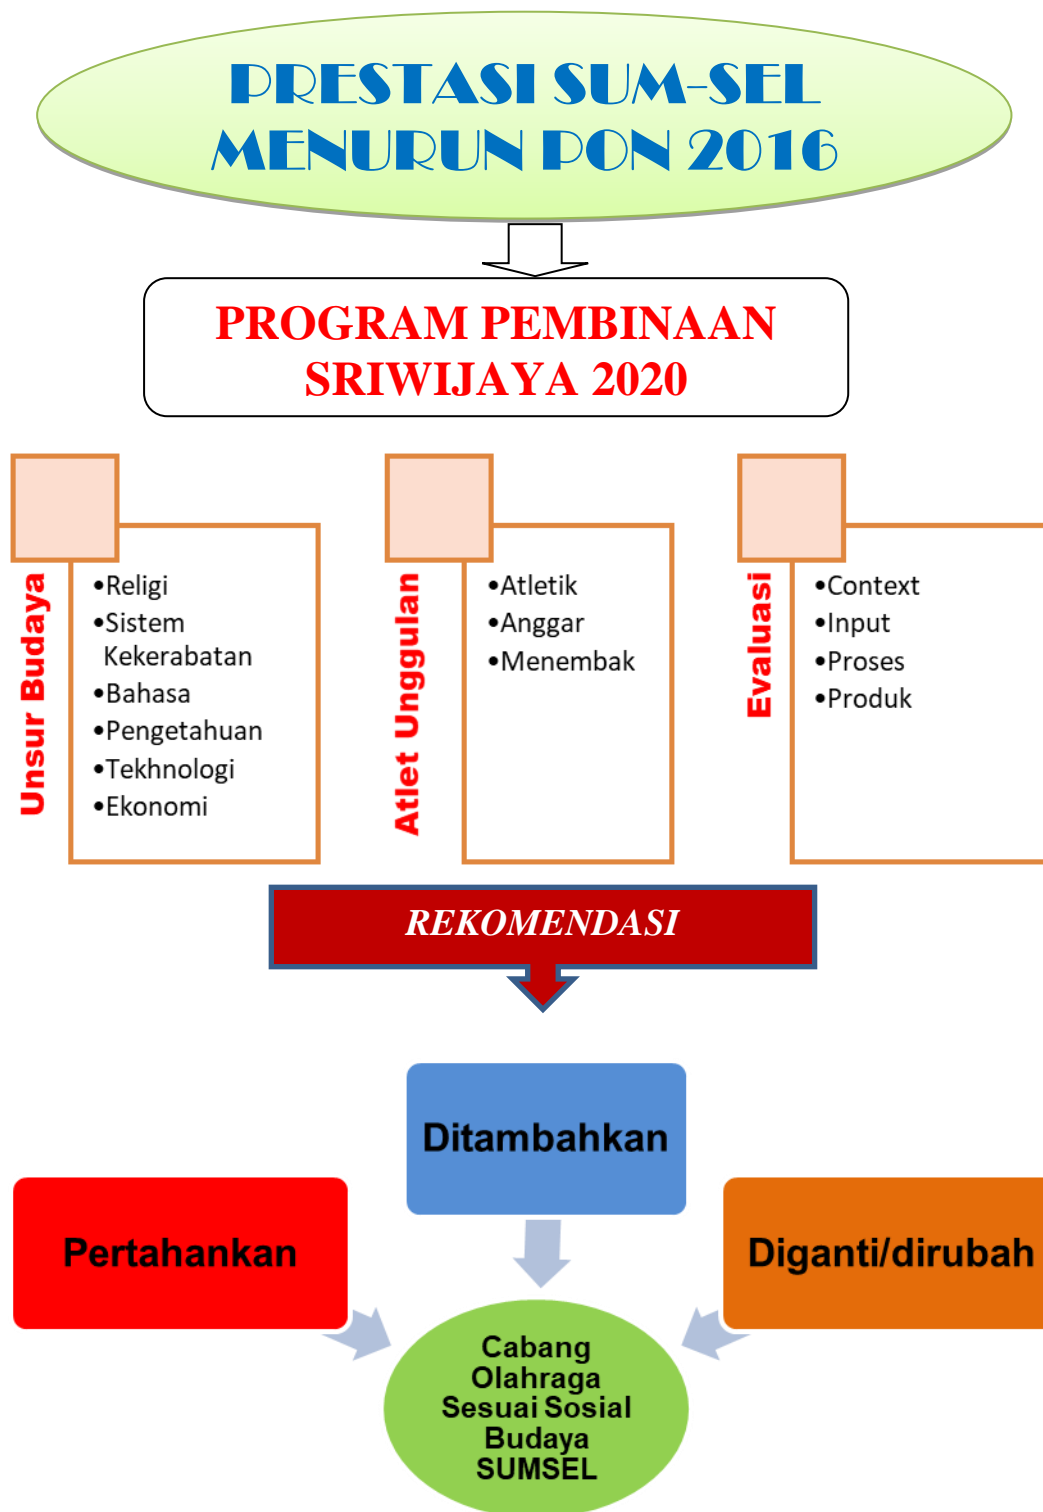 PRESTASI SUM-SEL
MENURUN PON 2016
PROGRAM PEMBINAAN
SRIWIJAYA 2020
Unsur Budaya
•Religi
•Sistem
Kekerabatan
•Bahasa
•Pengetahuan
•Tekhnologi
•Ekonomi
Atlet Unggulan
•Atletik
•Anggar
•Menembak
Evaluasi
•Context
•Input
•Proses
•Produk
REKOMENDASI
Ditambahkan
Pertahankan
Diganti/dirubah
Cabang
Olahraga
Sesuai Sosial
Budaya
SUMSEL